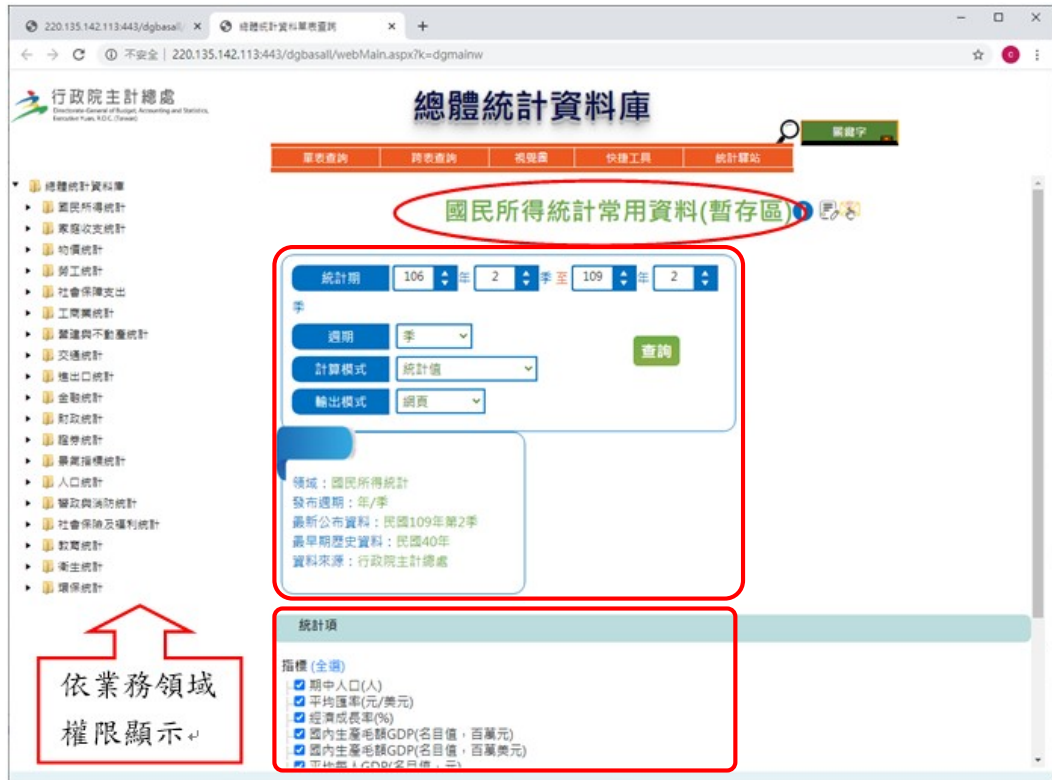 220.135.142.113:443/dgbasall/
總體統計資料單表查詢
不安全 | 220.135.142.113:443/dgbasall/webMain.aspx?k=dgmainw
c
行政院主計總處
Directorate-General of Budget, Accounting and Statistics,
Executive Yuan, R.O.C. (Taiwan)
總體統計資料庫
關鍵字
單表查詢 跨表查詢 視覺圖 快捷工具 統計驛站
總體統計資料庫
國民所得統計
家庭收支統計
物價統計
勞工統計
社會保障支出
工商業統計
營建與不動產統計
交通統計
進出口統計
金融統計
財政統計
證券統計
景氣指標統計
人口統計
警政與消防統計
社會保險及福利統計
教育統計
衛生統計
環保統計
依業務領域
權限顯示
國民所得統計常用資料(暫存區)
統計期 106 年 2 季 至 109 年 2
季
週期 季
計算模式 統計值
輸出模式 網頁
查詢
領域：國民所得統計
發布週期：年/季
最新公布資料：民國109年第2季
最早期歷史資料：民國40年
資料來源：行政院主計總處
統計項
指標 (全選)
期中人口(人)
平均匯率(元/美元)
經濟成長率(%)
國內生產毛額GDP(名目值，百萬元)
國內生產毛額GDP(名目值，百萬美元)
平均每人GDP(名目值，元)